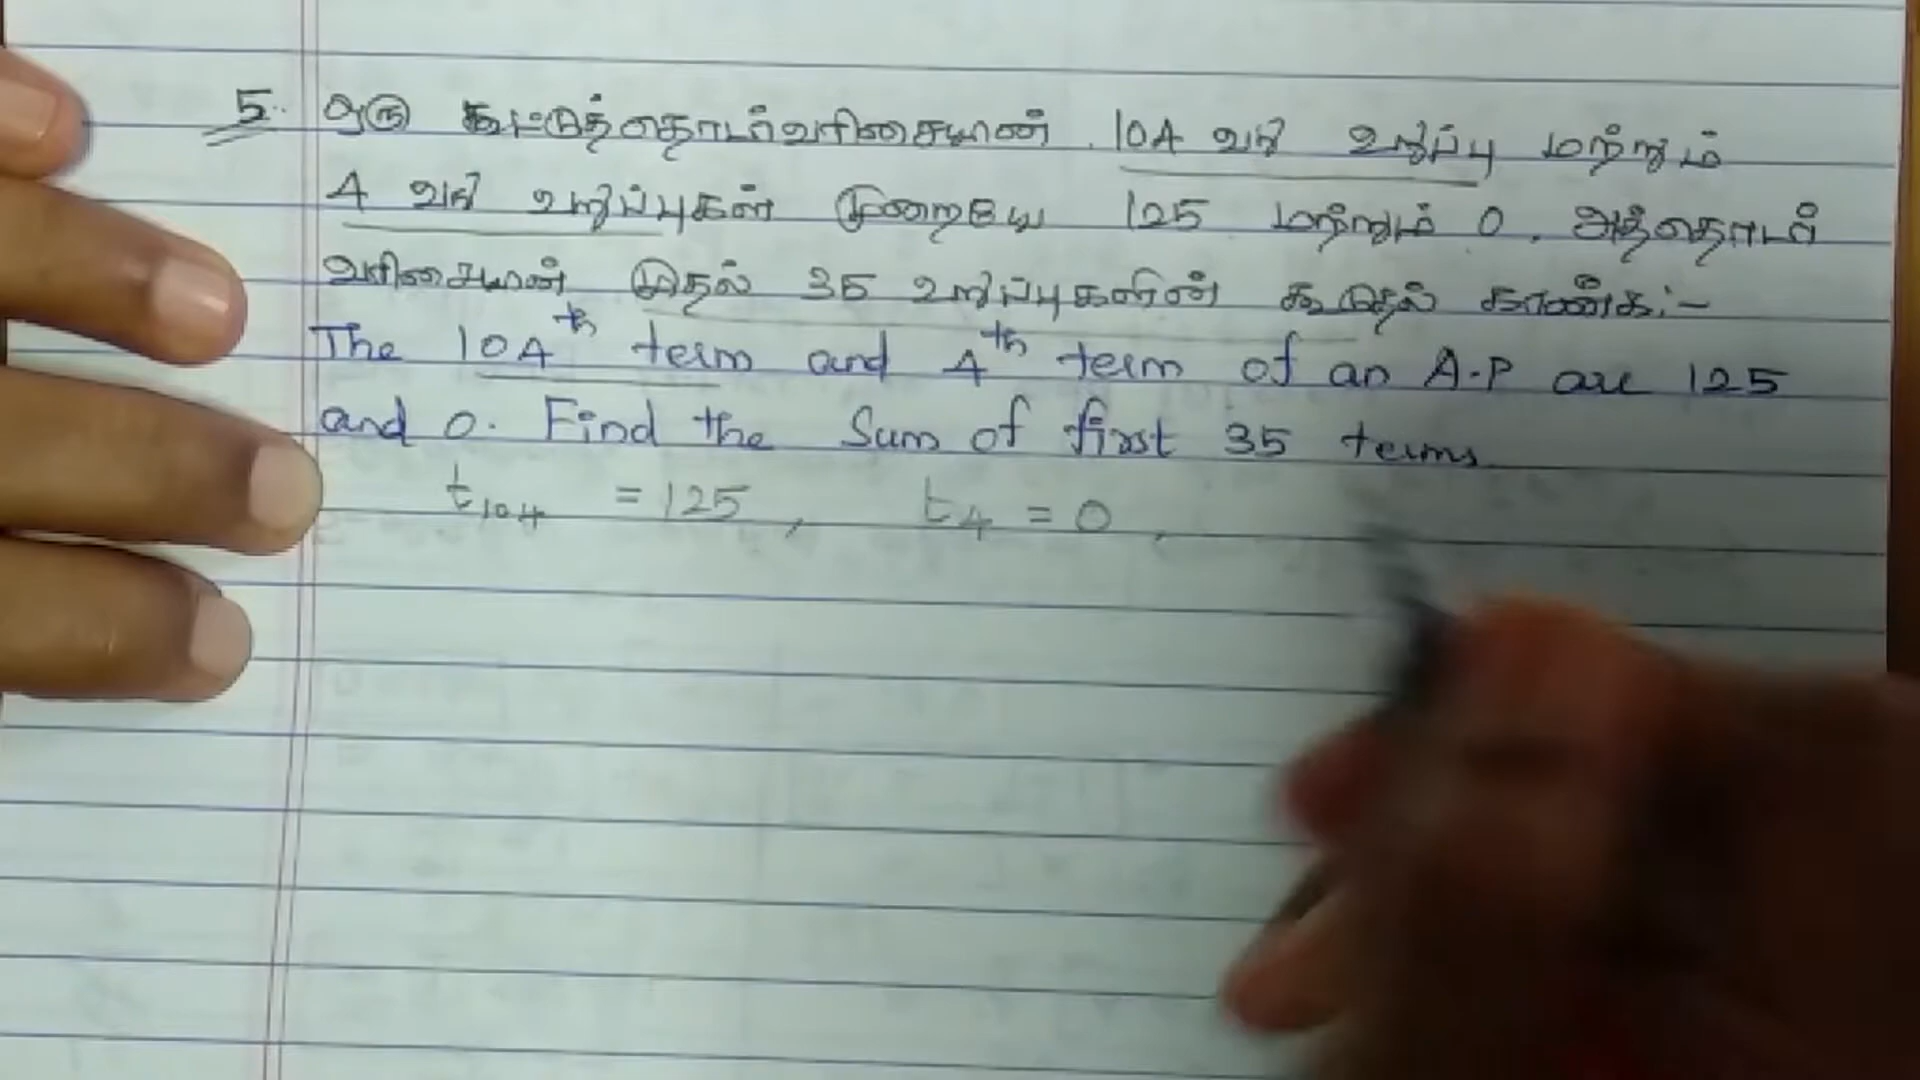 5. ஒரு கூட்டுத்தொடர்வரிசையின் 104 வது உறுப்பு மற்றும்
4 வது உறுப்புகள் முறையே 125 மற்றும் 0. அத்தொடர்
வரிசையின் முதல் 35 உறுப்புகளின் கூடுதல் காண்க:-
The 104th term and 4th term of an A.P are 125
and 0. Find the Sum of first 35 terms
t₁₀₄ = 125, t₄ = 0,